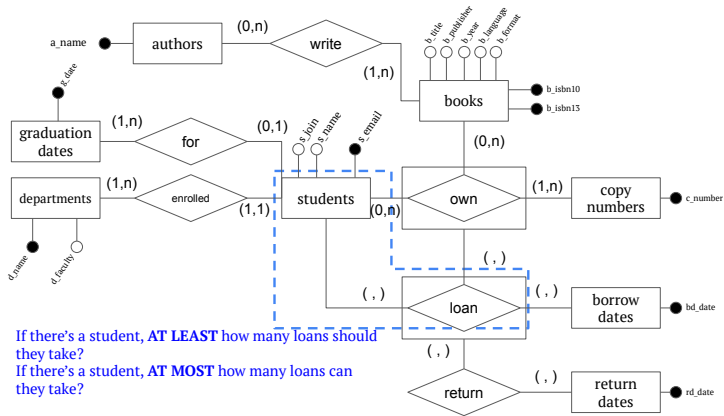 b_title
b_publisher
b_year
b_language
b_format
a_name
authors
(0,n)
write
(1,n)
books
b_isbn10
b_isbn13
g_date
graduation
dates
(1,n)
for
(0,1)
s_join
s_name
s_email
(0,n)
departments
(1,n)
enrolled
(1,1)
students
(0,n)
own
(1,n)
copy
numbers
c_number
d_name
d_faculty
( , )
( , )
loan
( , )
borrow
dates
bd_date
If there's a student, AT LEAST how many loans should
they take?
If there's a student, AT MOST how many loans can
they take?
( , )
return
( , )
return
dates
rd_date